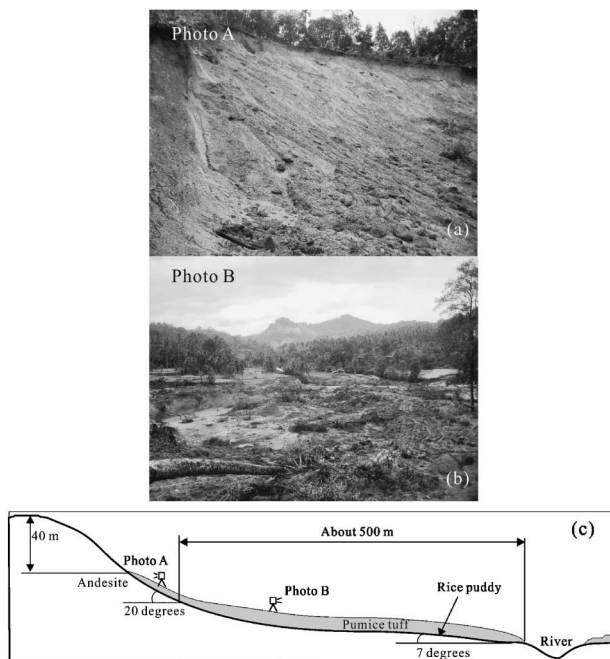 Photo A
(a)
Photo B
(b)
(c)
About 500 m
40 m
Photo A
Andesite
Photo B
Rice puddy
20 degrees
Pumice tuff
River
7 degrees